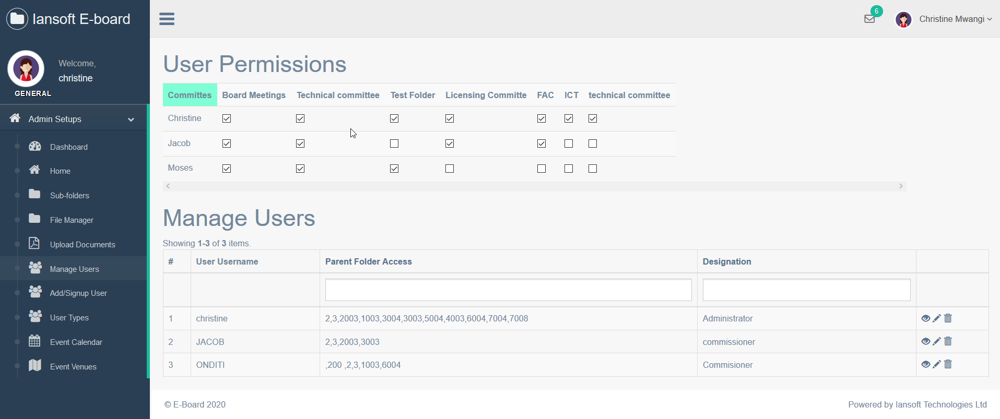 Iansoft E-board
6
Christine Mwangi
Welcome,
christine
GENERAL
Admin Setups
Dashboard
Home
Sub-folders
File Manager
Upload Documents
Manage Users
Add/Signup User
User Types
Event Calendar
Event Venues
User Permissions
Committes Board Meetings Technical committee Test Folder Licensing Committe FAC ICT technical committee
Christine
Jacob
Moses
Manage Users
Showing 1-3 of 3 items.
# User Username Parent Folder Access Designation
1 christine 2,3,2003,1003,3004,3003,5004,4003,6004,7004,7008 Administrator
2 JACOB 2,3,2003,3003 commissioner
3 ONDITI ,200 ,2,3,1003,6004 Commisioner
© E-Board 2020 Powered by Iansoft Technologies Ltd